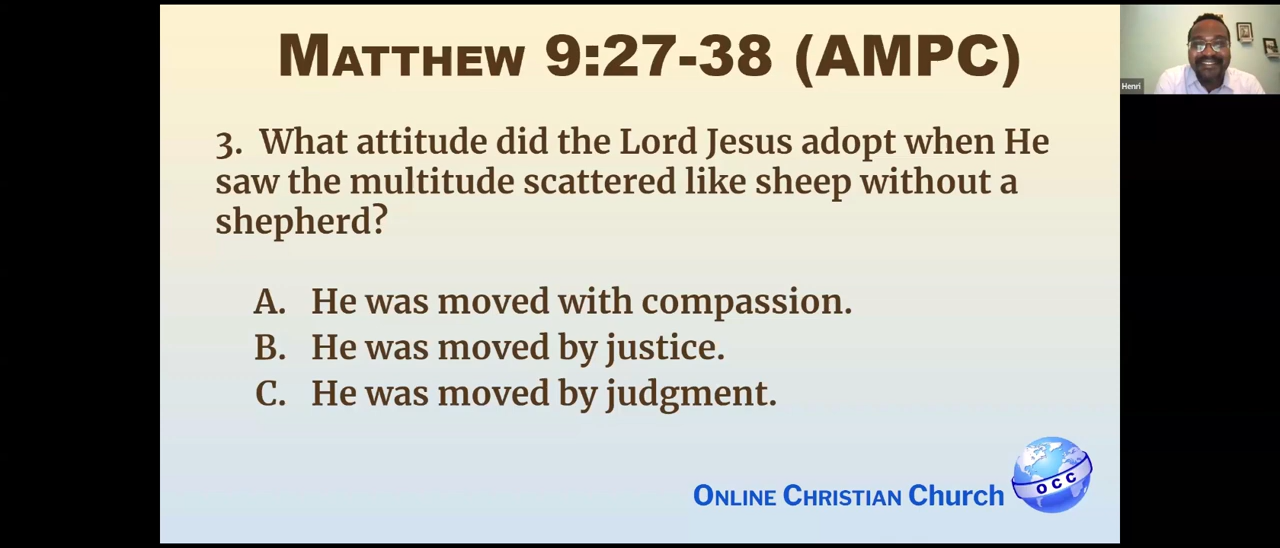 MATTHEW 9:27-38 (AMPC)
3. What attitude did the Lord Jesus adopt when He
saw the multitude scattered like sheep without a
shepherd?
A. He was moved with compassion.
B. He was moved by justice.
C. He was moved by judgment.
ONLINE CHRISTIAN Church
OCC
Henri